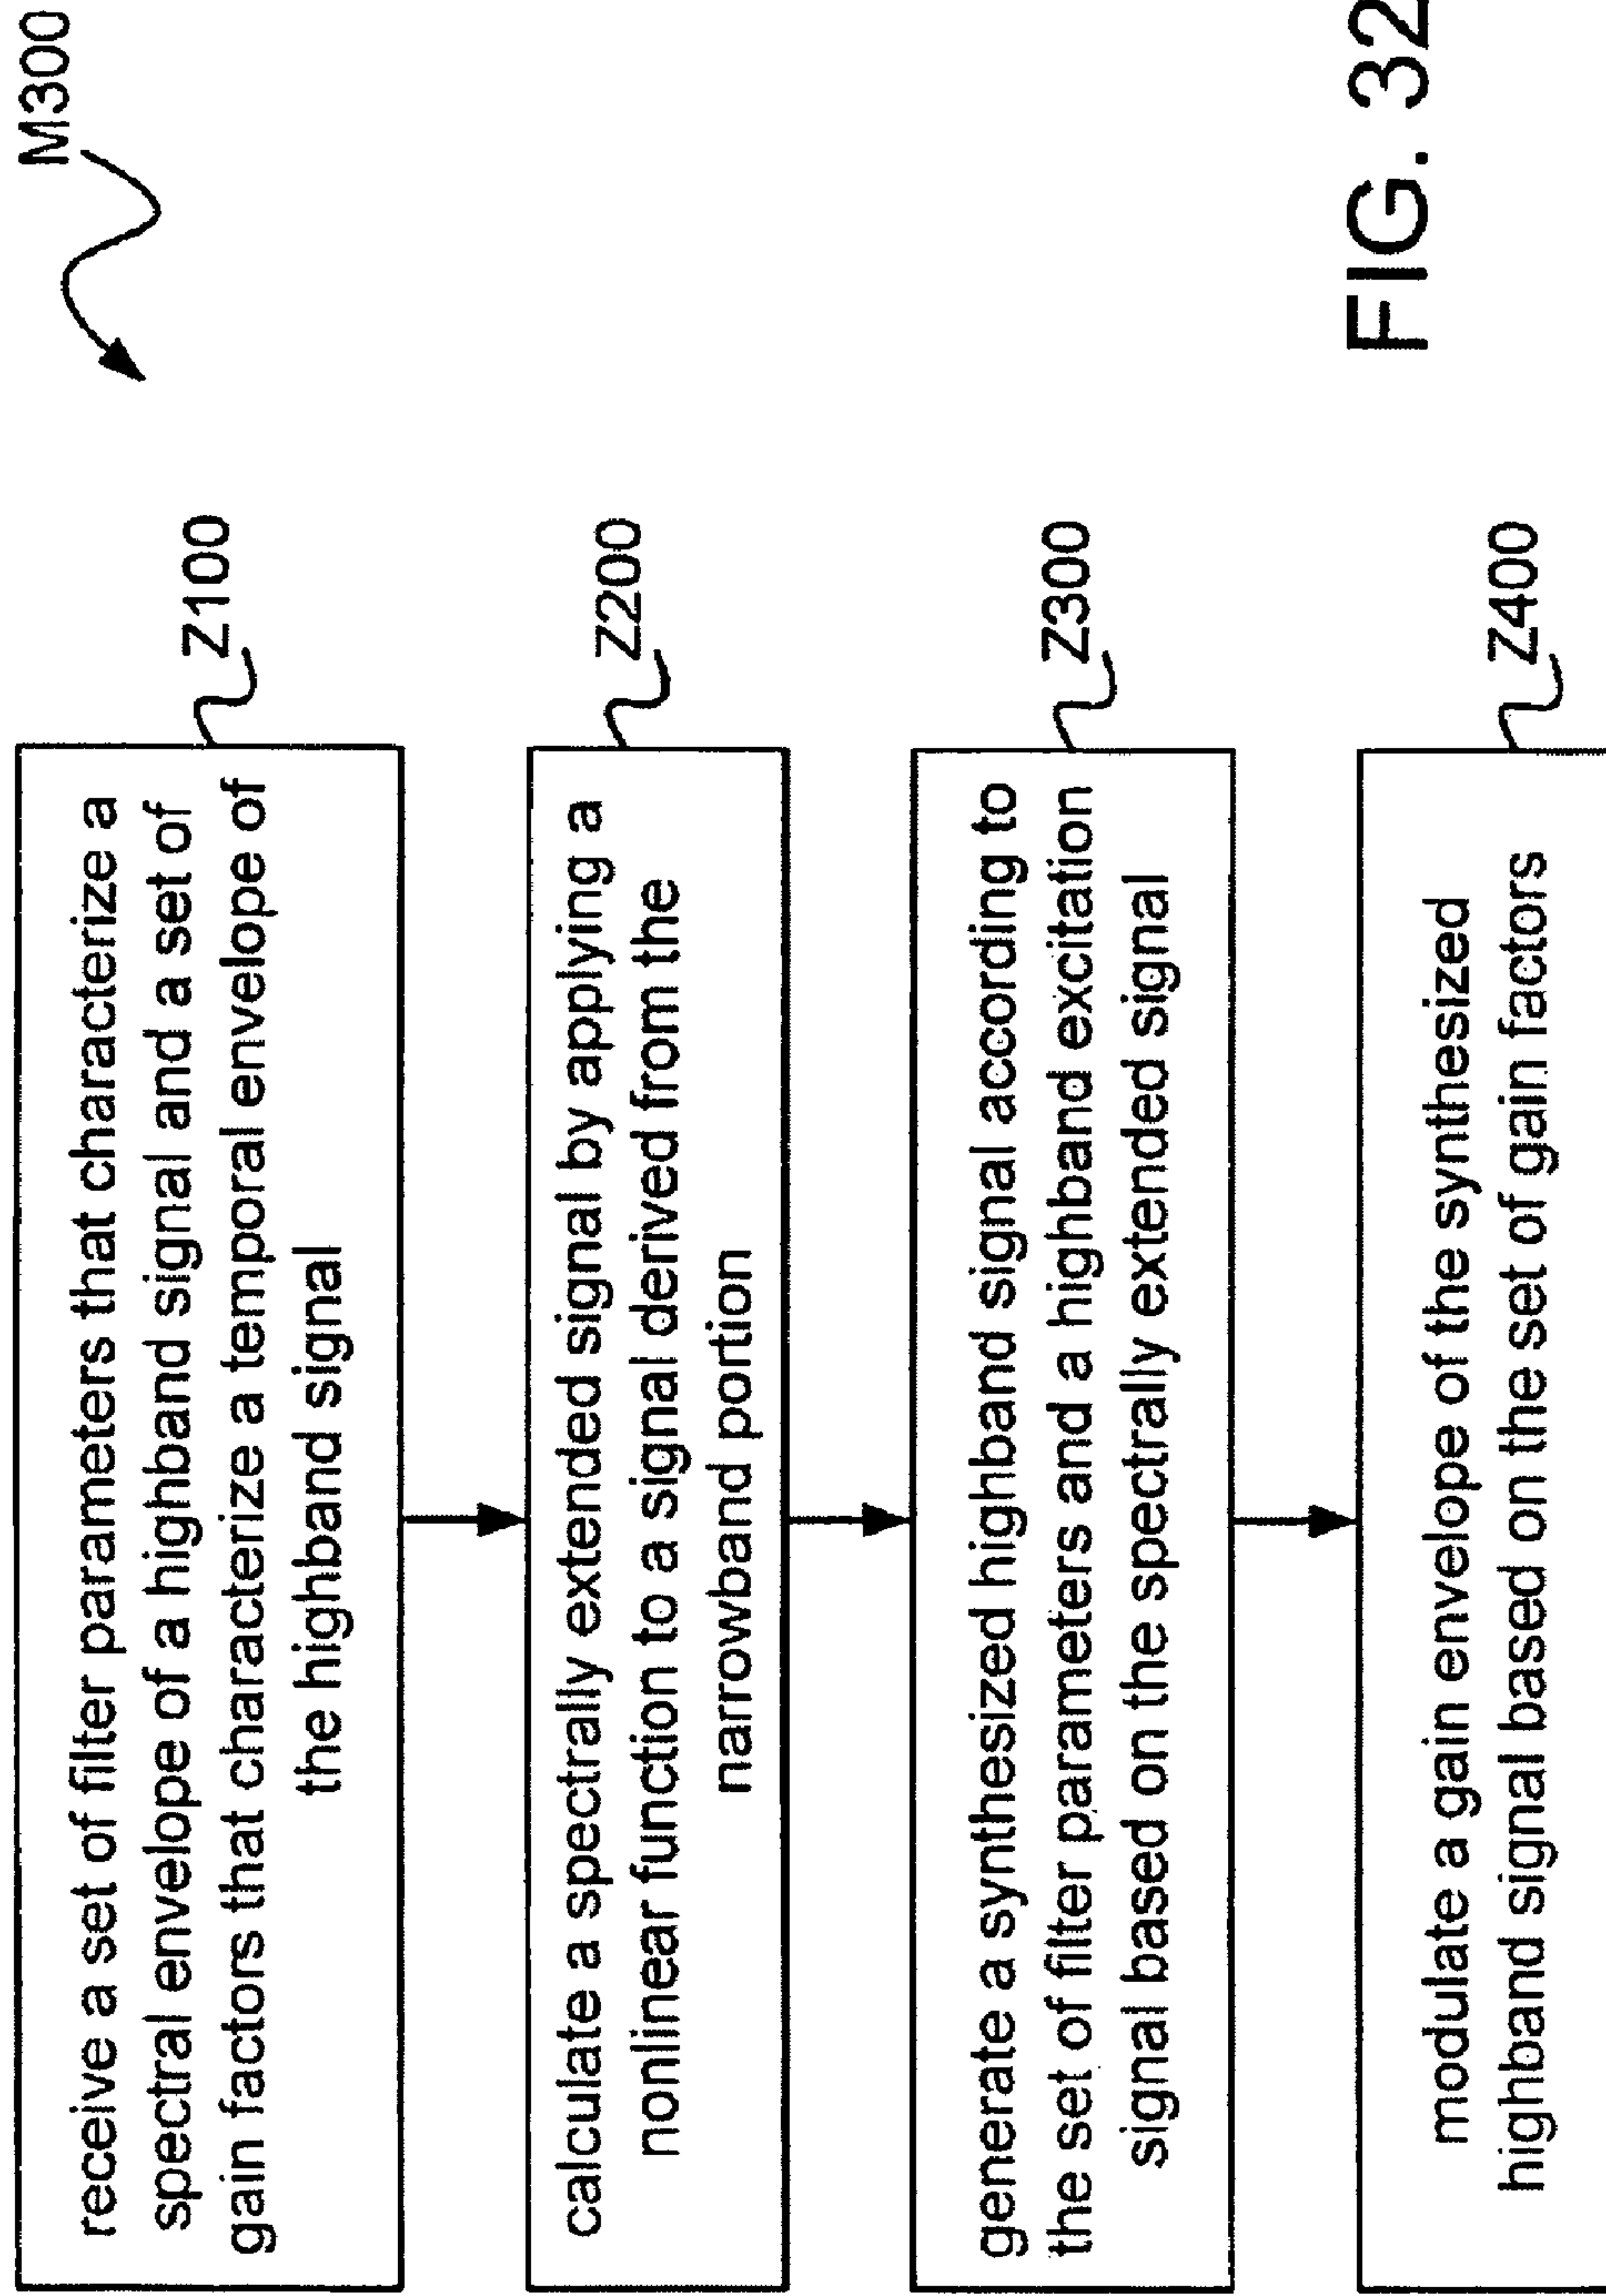 M300
receive a set of filter parameters that characterize a
spectral envelope of a highband signal and a set of
gain factors that characterize a temporal envelope of
the highband signal
Z100
calculate a spectrally extended signal by applying a
nonlinear function to a signal derived from the
narrowband portion
Z200
generate a synthesized highband signal according to
the set of filter parameters and a highband excitation
signal based on the spectrally extended signal
Z300
modulate a gain envelope of the synthesized
highband signal based on the set of gain factors
Z400
FIG. 32